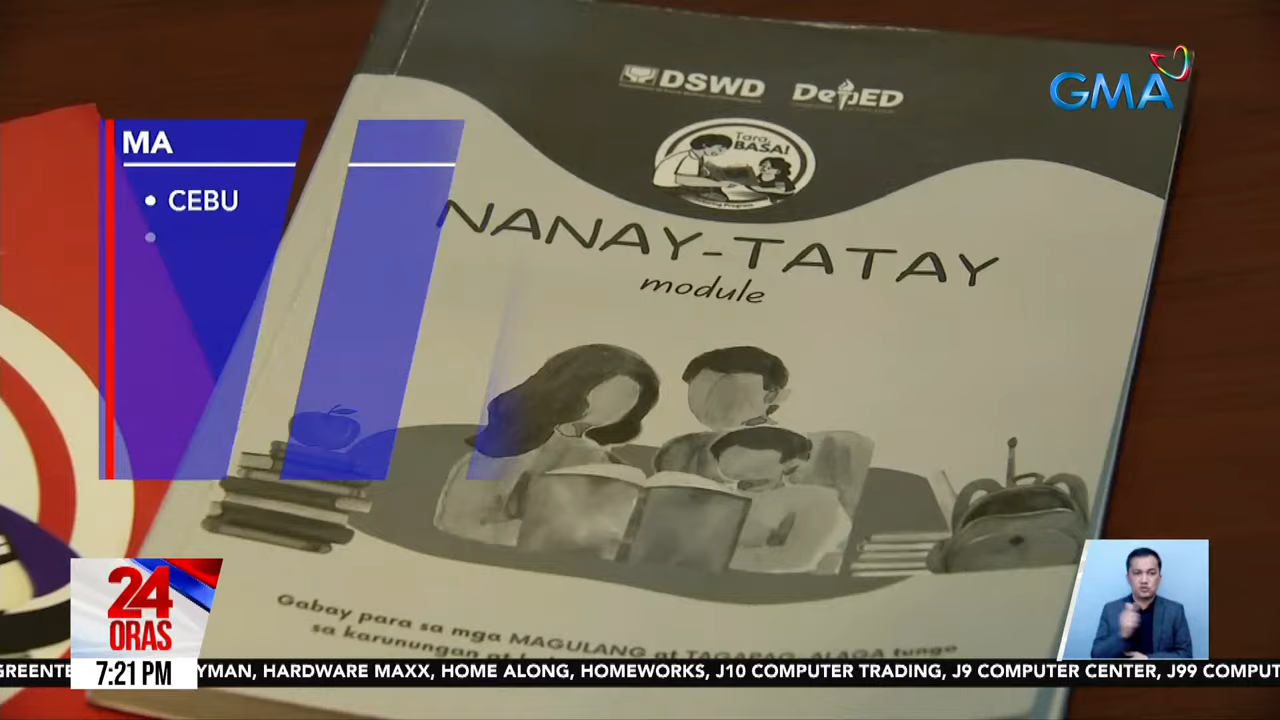 DSWD DepED
GMA
Tara, BASA!
Tutoring Program
MA
• CEBU
•
NANAY-TATAY
module
Gabay para sa mga MAGULANG at TAGAPAG-ALAGA tungo
sa karunungan at
24
ORAS
7:21 PM
GREENTE YMAN, HARDWARE MAXX, HOME ALONG, HOMEWORKS, J10 COMPUTER TRADING, J9 COMPUTER CENTER, J99 COMPUT